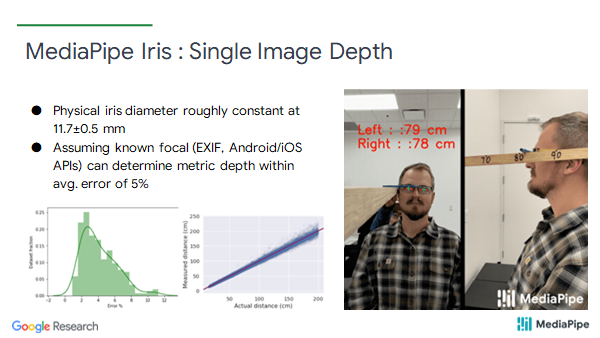 MediaPipe Iris : Single Image Depth
● Physical iris diameter roughly constant at
11.7±0.5 mm
● Assuming known focal (EXIF, Android/iOS
APIs) can determine metric depth within
avg. error of 5%
Dataset fraction
0.25
0.20
0.15
0.10
0.05
0.00
-2 0 2 4 6 8 10 12
Error %
Measured distance (cm)
250
200
150
100
50
0
50 100 150 200
Actual distance (cm)
Left : :79 cm
Right : :78 cm
70 80 90
MediaPipe
Google Research
MediaPipe